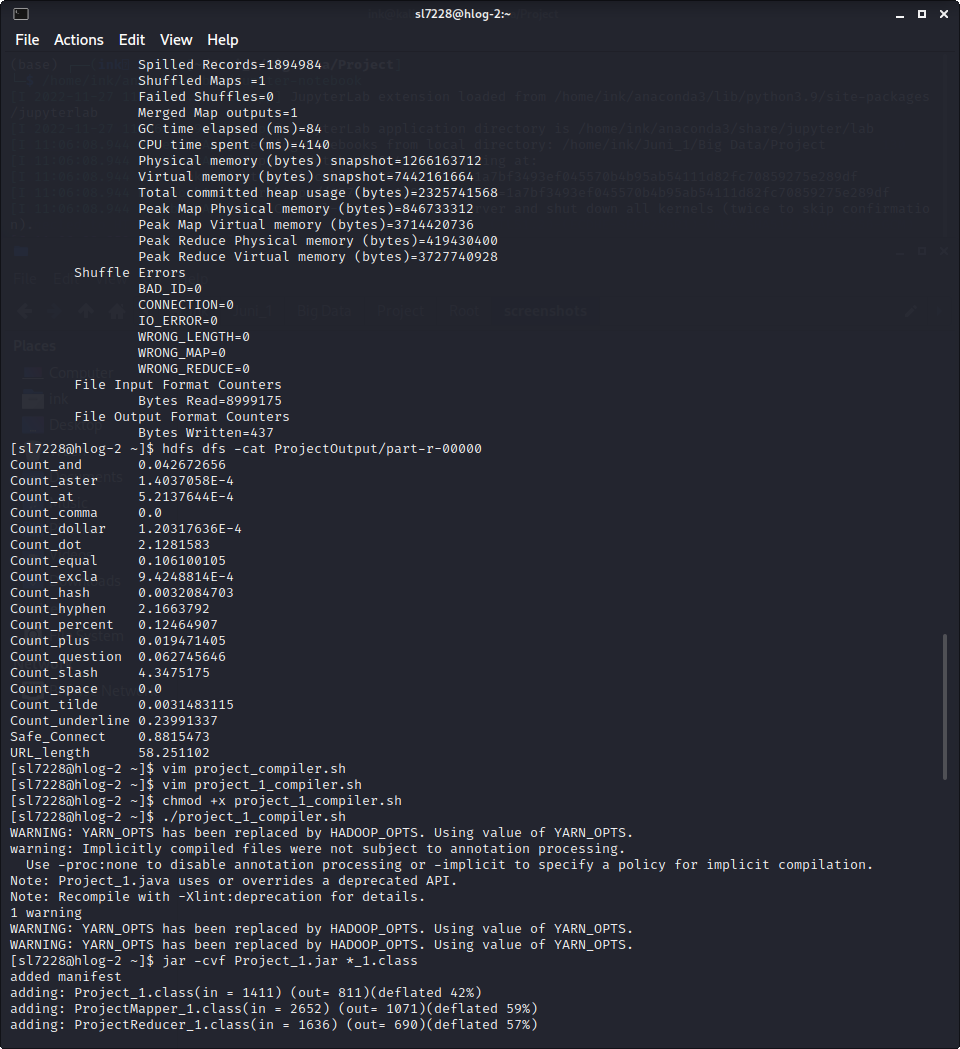 sl7228@hlog-2:~
File Actions Edit View Help
Spilled Records=1894984
Shuffled Maps =1
Failed Shuffles=0
Merged Map outputs=1
GC time elapsed (ms)=84
CPU time spent (ms)=4140
Physical memory (bytes) snapshot=1266163712
Virtual memory (bytes) snapshot=7442161664
Total committed heap usage (bytes)=2325741568
Peak Map Physical memory (bytes)=846733312
Peak Map Virtual memory (bytes)=3714420736
Peak Reduce Physical memory (bytes)=419430400
Peak Reduce Virtual memory (bytes)=3727740928
Shuffle Errors
BAD_ID=0
CONNECTION=0
IO_ERROR=0
WRONG_LENGTH=0
WRONG_MAP=0
WRONG_REDUCE=0
File Input Format Counters
Bytes Read=8999175
File Output Format Counters
Bytes Written=437
[sl7228@hlog-2 ~]$ hdfs dfs -cat ProjectOutput/part-r-00000
Count_and 0.042672656
Count_aster 1.4037058E-4
Count_at 5.2137644E-4
Count_comma 0.0
Count_dollar 1.20317636E-4
Count_dot 2.1281583
Count_equal 0.106100105
Count_excla 9.4248814E-4
Count_hash 0.0032084703
Count_hyphen 2.1663792
Count_percent 0.12464907
Count_plus 0.019471405
Count_question 0.062745646
Count_slash 4.3475175
Count_space 0.0
Count_tilde 0.0031483115
Count_underline 0.23991337
Safe_Connect 0.8815473
URL_length 58.251102
[sl7228@hlog-2 ~]$ vim project_compiler.sh
[sl7228@hlog-2 ~]$ vim project_1_compiler.sh
[sl7228@hlog-2 ~]$ chmod +x project_1_compiler.sh
[sl7228@hlog-2 ~]$ ./project_1_compiler.sh
WARNING: YARN_OPTS has been replaced by HADOOP_OPTS. Using value of YARN_OPTS.
warning: Implicitly compiled files were not subject to annotation processing.
Use -proc:none to disable annotation processing or -implicit to specify a policy for implicit compilation.
Note: Project_1.java uses or overrides a deprecated API.
Note: Recompile with -Xlint:deprecation for details.
1 warning
WARNING: YARN_OPTS has been replaced by HADOOP_OPTS. Using value of YARN_OPTS.
WARNING: YARN_OPTS has been replaced by HADOOP_OPTS. Using value of YARN_OPTS.
[sl7228@hlog-2 ~]$ jar -cvf Project_1.jar *_1.class
added manifest
adding: Project_1.class(in = 1411) (out= 811)(deflated 42%)
adding: ProjectMapper_1.class(in = 2652) (out= 1071)(deflated 59%)
adding: ProjectReducer_1.class(in = 1636) (out= 690)(deflated 57%)